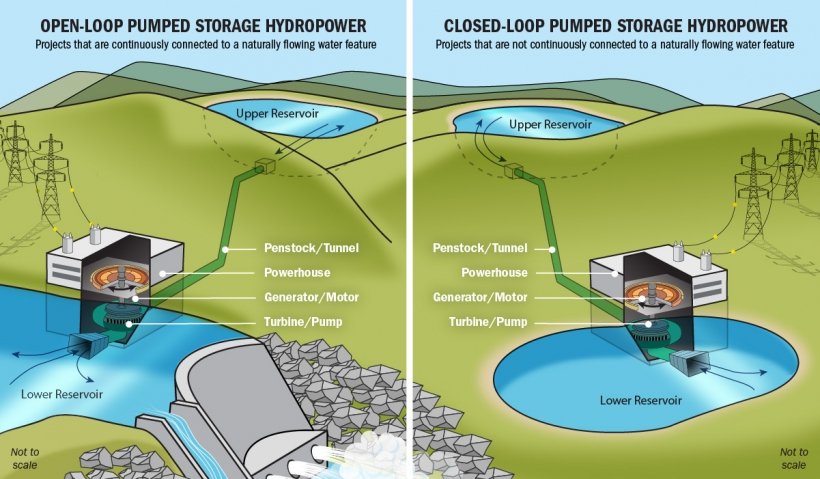 OPEN-LOOP PUMPED STORAGE HYDROPOWER
Projects that are continuously connected to a naturally flowing water feature
Upper Reservoir
Penstock/Tunnel
Powerhouse
Generator/Motor
Turbine/Pump
Lower Reservoir
Not to
scale
CLOSED-LOOP PUMPED STORAGE HYDROPOWER
Projects that are not continuously connected to a naturally flowing water feature
Upper Reservoir
Penstock/Tunnel
Powerhouse
Generator/Motor
Turbine/Pump
Lower Reservoir
Not to
scale